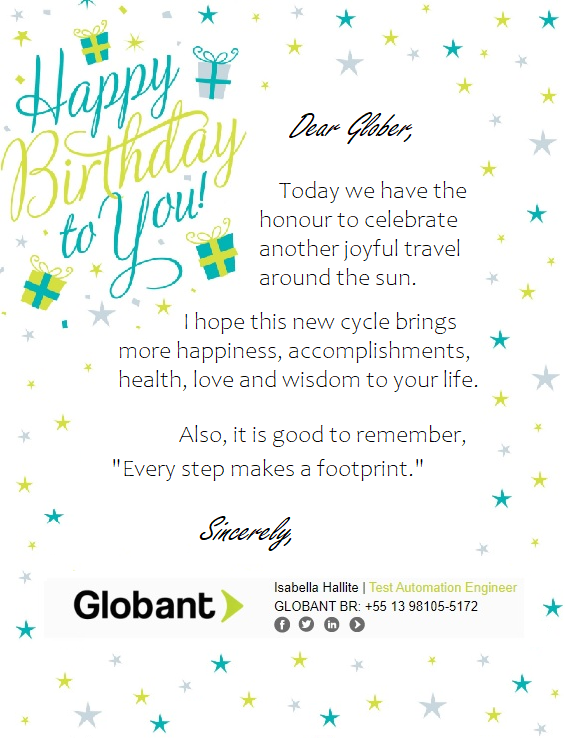 Happy
Birthday
to You!
Dear Glober,
Today we have the
honour to celebrate
another joyful travel
around the sun.
I hope this new cycle brings
more happiness, accomplishments,
health, love and wisdom to your life.
Also, it is good to remember,
"Every step makes a footprint."
Sincerely,
Globant
Isabella Hallite | Test Automation Engineer
GLOBANT BR: +55 13 98105-5172